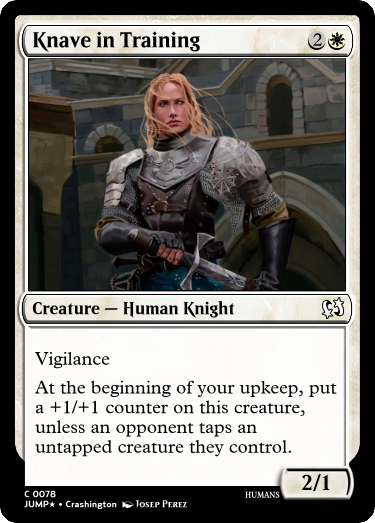 Knave in Training 2
Creature — Human Knight
Vigilance
At the beginning of your upkeep, put
a +1/+1 counter on this creature,
unless an opponent taps an
untapped creature they control.
2/1
C 0078
JUMP★ • Crashington Josep Perez
HUMANS